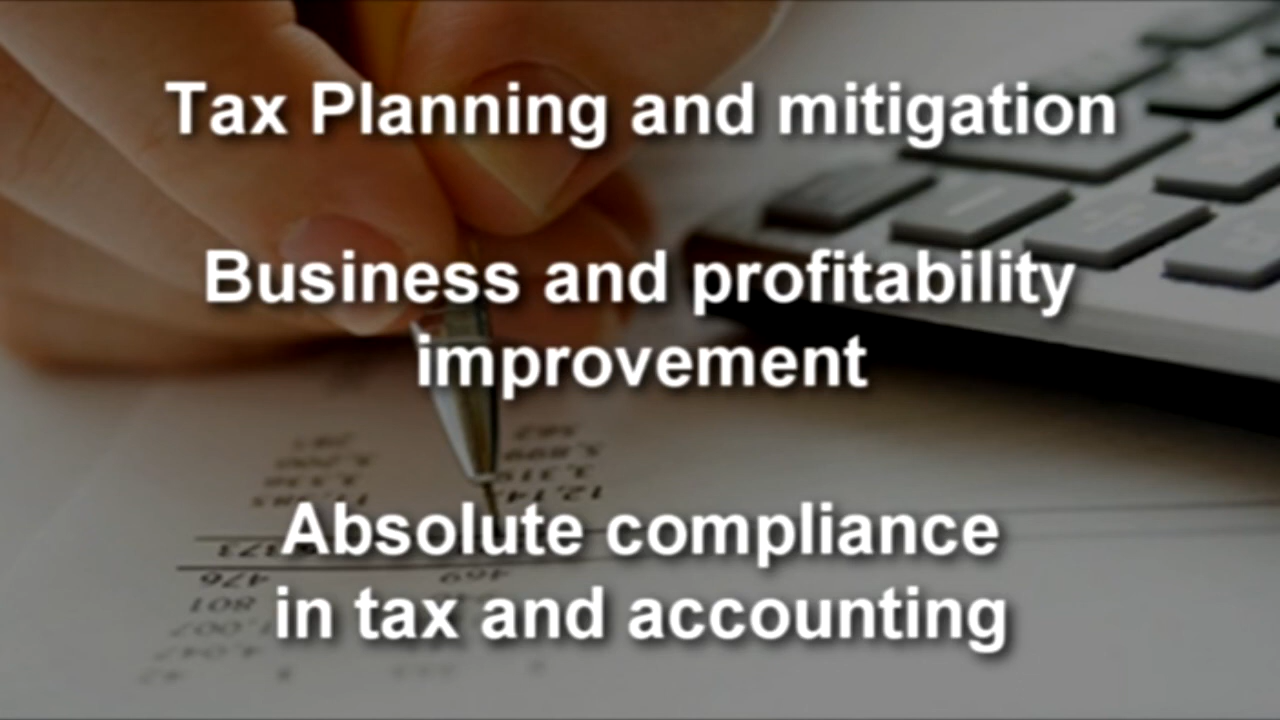 Tax Planning and mitigation
Business and profitability
improvement
Absolute compliance
in tax and accounting